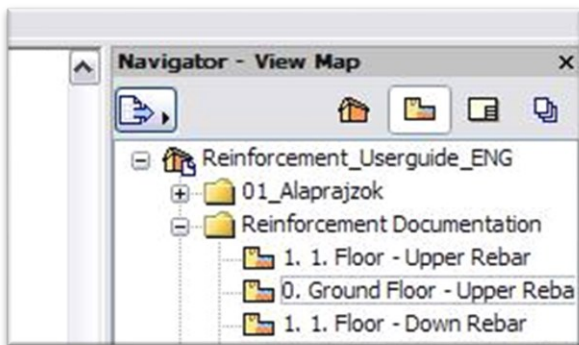 Navigator - View Map
Reinforcement_Userguide_ENG
01_Alaprajzok
Reinforcement Documentation
1. 1. Floor - Upper Rebar
0. Ground Floor - Upper Reba
1. 1. Floor - Down Rebar